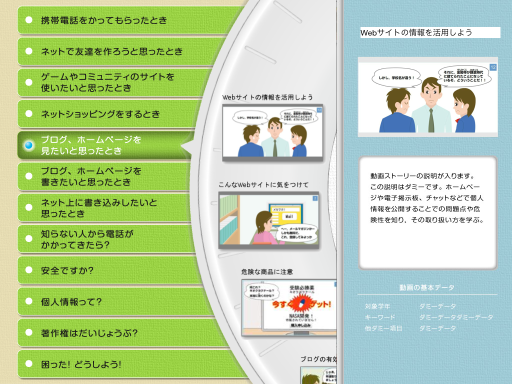 携帯電話をかってもらったとき
ネットで友達を作ろうと思ったとき
ゲームやコミュニティのサイトを
使いたいと思ったとき
ネットショッピングをするとき
ブログ、ホームページを
見たいと思ったとき
ブログ、ホームページを
書きたいと思ったとき
ネット上に書き込みしたいと
思ったとき
知らない人から電話が
かかってきたら?
安全ですか?
個人情報って?
著作権はだいじょうぶ?
困った! どうしよう!
Webサイトの情報を活用しよう
こんなWebサイトに気をつけて
危険な商品に注意
今すぐ
ゲット!
ブログの有効
Webサイトの情報を活用しよう
しかし、学校名が違う!
動画ストーリーの説明が入ります。
この説明はダミーです。ホームペー
ジや電子掲示板、チャットなどで個人
情報を公開することでの問題点や危
険性を知り、その取り扱い方を学ぶ。
動画の基本データ
対象学年 ダミーデータ
キーワード ダミーデータダミーデータ
他ダミー項目 ダミーデータ